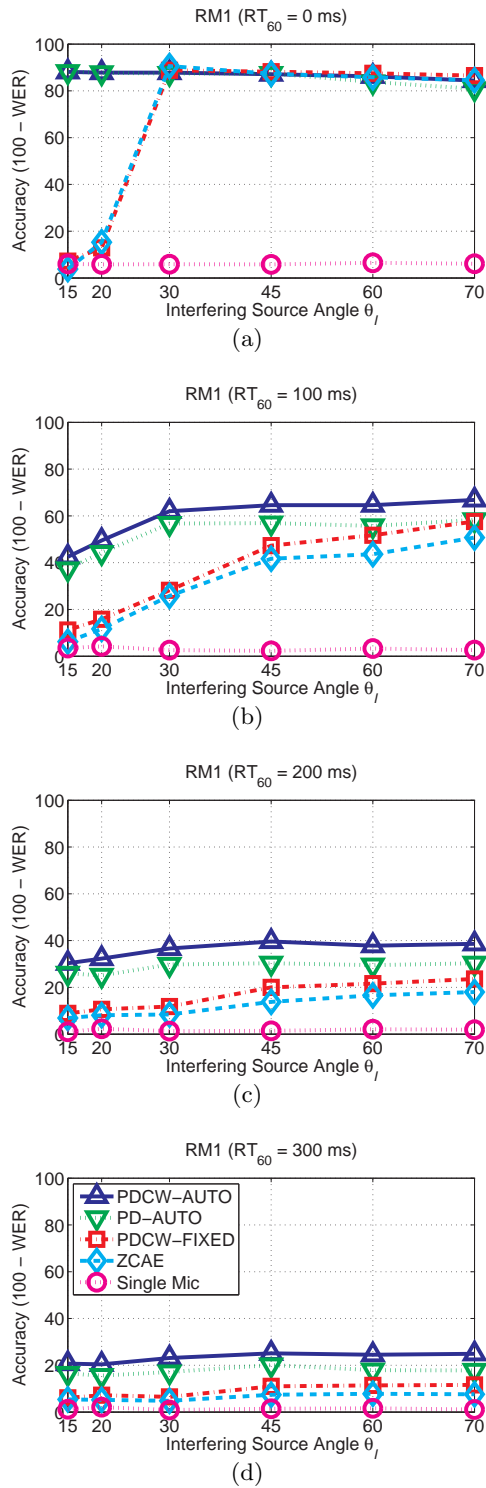 RM1 (RT60 = 0 ms)
100
80
60
40
20
0
Accuracy (100 − WER)
15 20 30 45 60 70
Interfering Source Angle θI
(a)
RM1 (RT60 = 100 ms)
100
80
60
40
20
0
Accuracy (100 − WER)
15 20 30 45 60 70
Interfering Source Angle θI
(b)
RM1 (RT60 = 200 ms)
100
80
60
40
20
0
Accuracy (100 − WER)
15 20 30 45 60 70
Interfering Source Angle θI
(c)
RM1 (RT60 = 300 ms)
100
80
60
40
20
0
Accuracy (100 − WER)
PDCW−AUTO
PD−AUTO
PDCW−FIXED
ZCAE
Single Mic
15 20 30 45 60 70
Interfering Source Angle θI
(d)